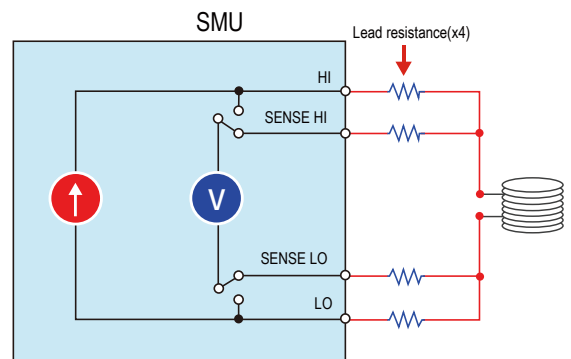 SMU
Lead resistance(x4)
HI
SENSE HI
V
SENSE LO
LO